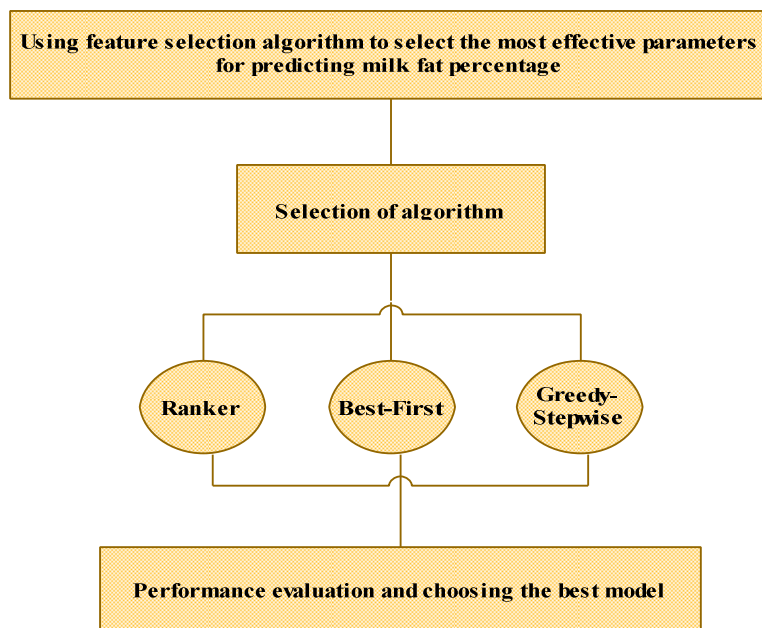 Using feature selection algorithm to select the most effective parameters
for predicting milk fat percentage
Selection of algorithm
Ranker
Best-First
Greedy-
Stepwise
Performance evaluation and choosing the best model